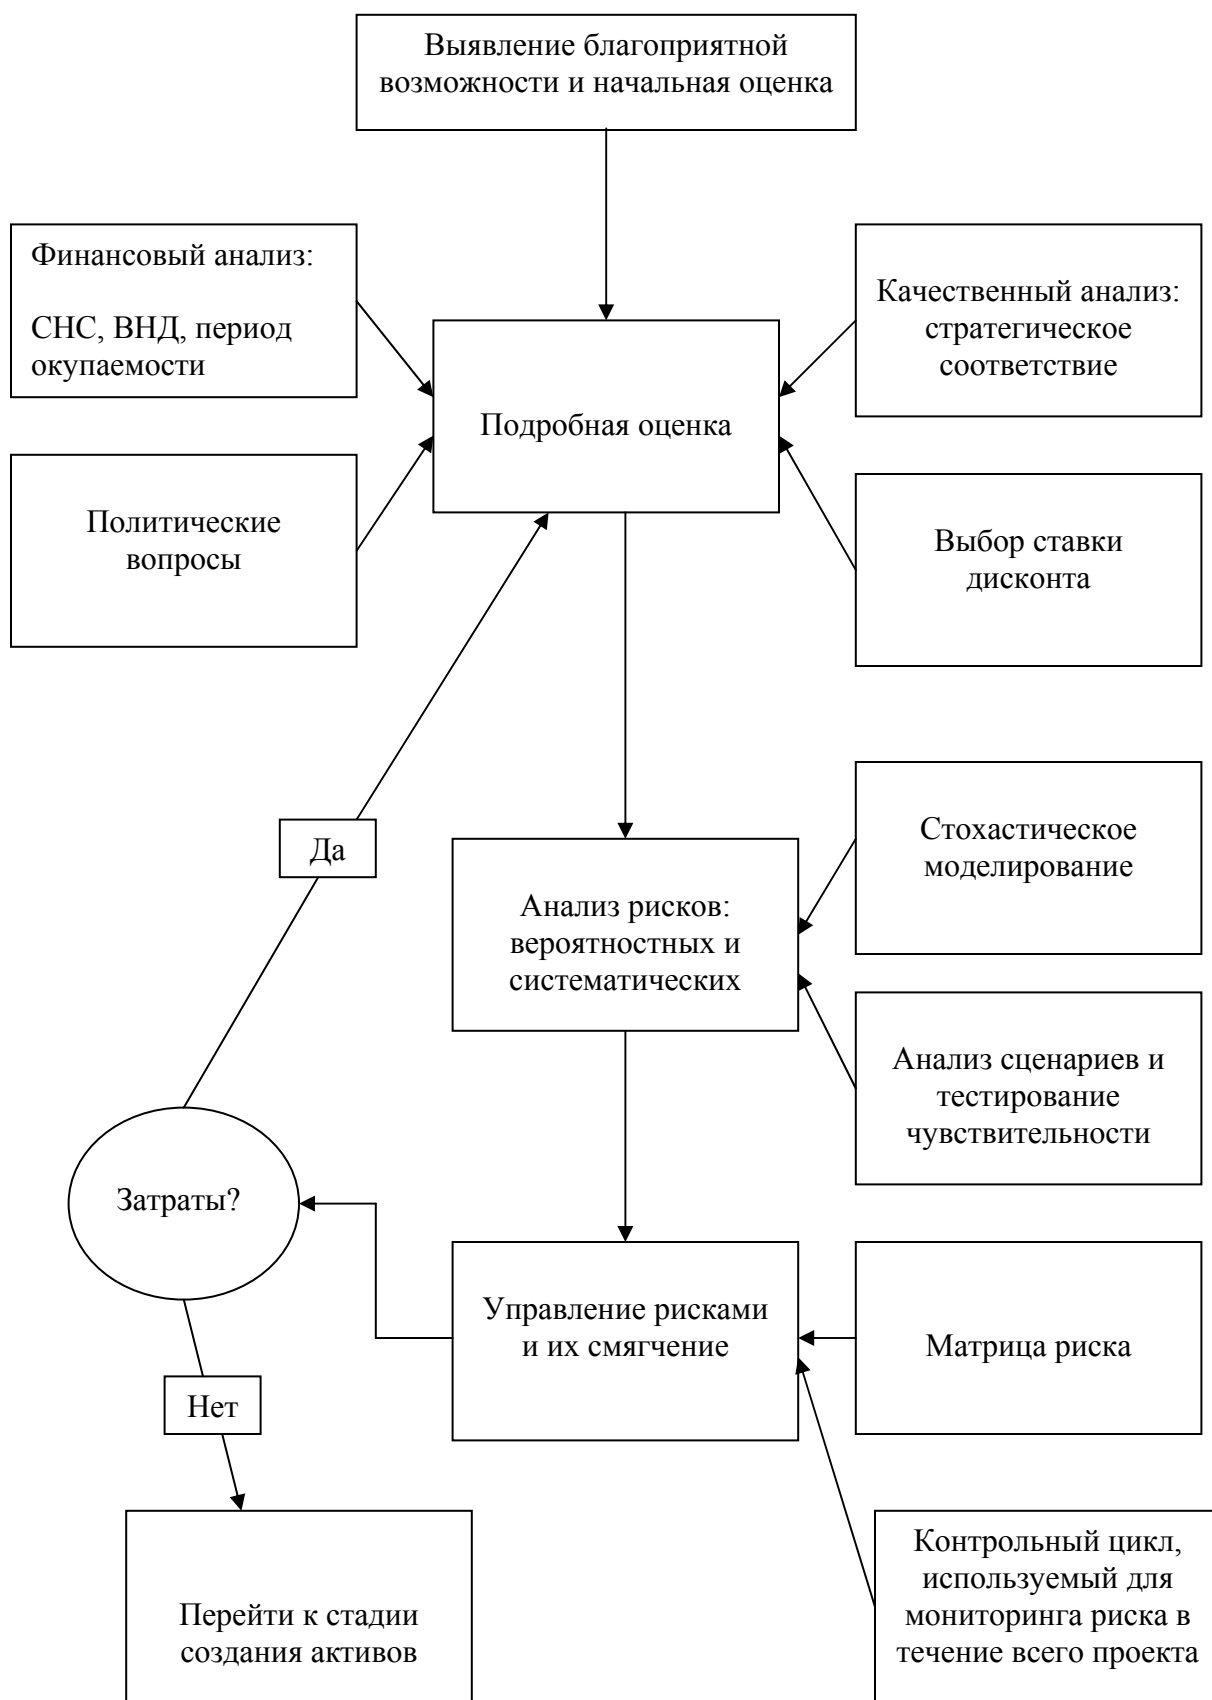 Выявление благоприятной
возможности и начальная оценка
Финансовый анализ:
СНС, ВНД, период
окупаемости
Качественный анализ:
стратегическое
соответствие
Подробная оценка
Политические
вопросы
Выбор ставки
дисконта
Да
Стохастическое
моделирование
Анализ рисков:
вероятностных и
систематических
Анализ сценариев и
тестирование
чувствительности
Затраты?
Управление рисками
и их смягчение
Матрица риска
Нет
Перейти к стадии
создания активов
Контрольный цикл,
используемый для
мониторинга риска в
течение всего проекта